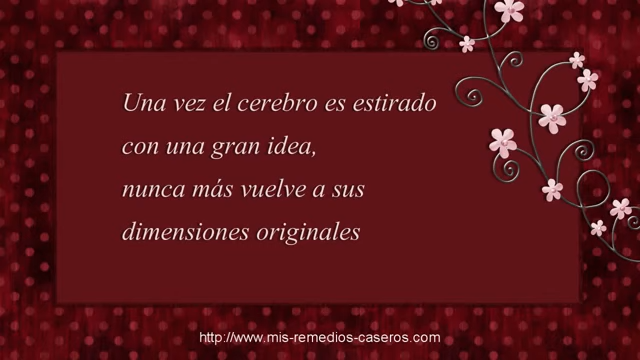 Una vez el cerebro es estirado
con una gran idea,
nunca más vuelve a sus
dimensiones originales
http://www.mis-remedios-caseros.com